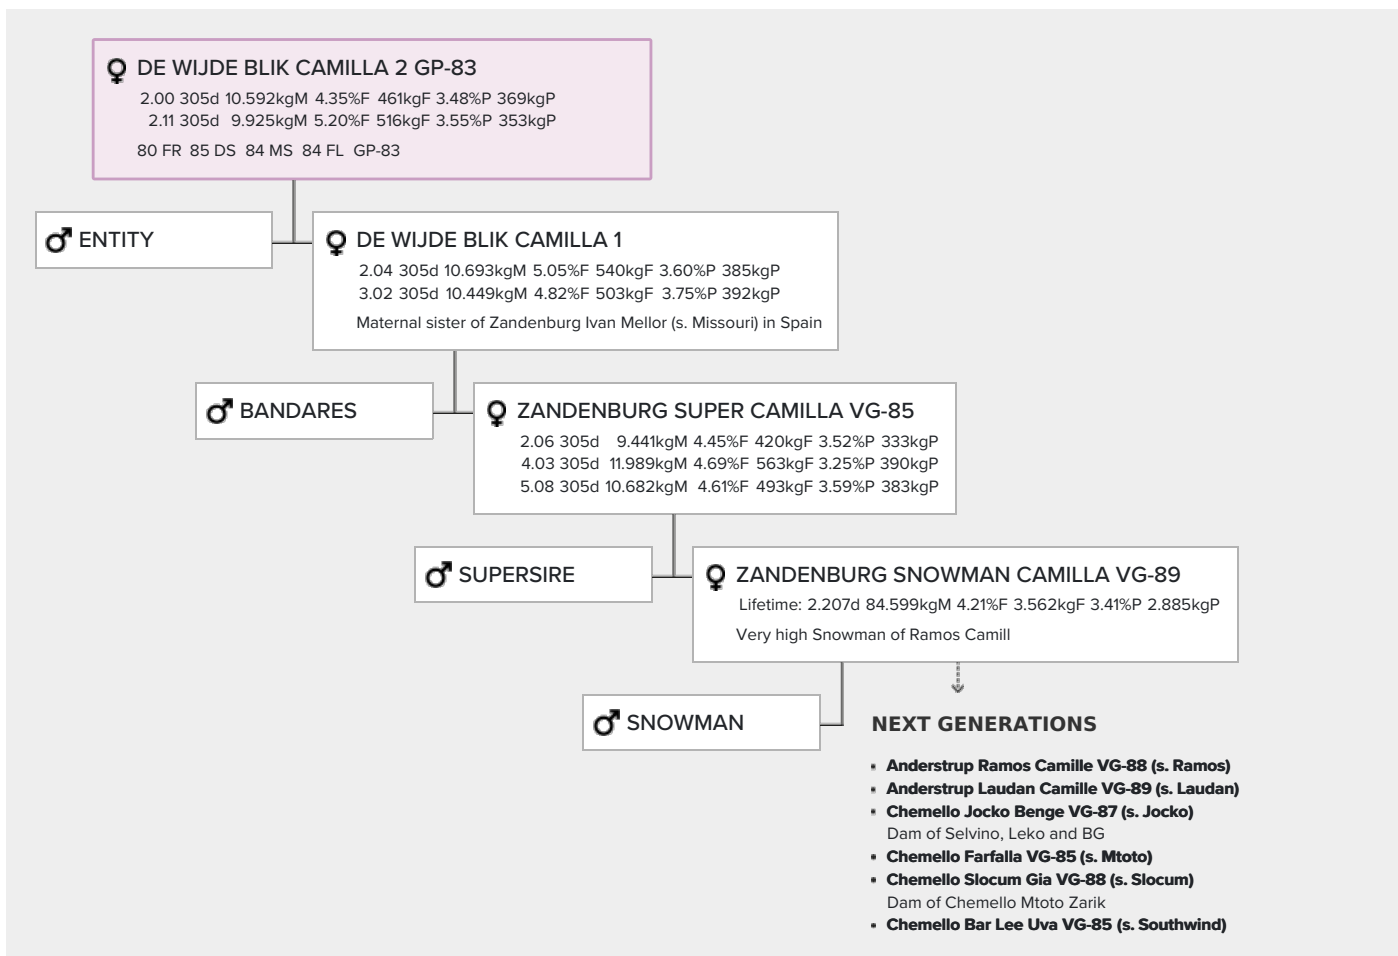 DE WIJDE BLIK CAMILLA 2 GP-83
2.00 305d 10.592kgM 4.35%F 461kgF 3.48%P 369kgP
2.11 305d 9.925kgM 5.20%F 516kgF 3.55%P 353kgP
80 FR 85 DS 84 MS 84 FL GP-83
ENTITY
DE WIJDE BLIK CAMILLA 1
2.04 305d 10.693kgM 5.05%F 540kgF 3.60%P 385kgP
3.02 305d 10.449kgM 4.82%F 503kgF 3.75%P 392kgP
Maternal sister of Zandenburg Ivan Mellor (s. Missouri) in Spain
BANDARES
ZANDENBURG SUPER CAMILLA VG-85
2.06 305d 9.441kgM 4.45%F 420kgF 3.52%P 333kgP
4.03 305d 11.989kgM 4.69%F 563kgF 3.25%P 390kgP
5.08 305d 10.682kgM 4.61%F 493kgF 3.59%P 383kgP
SUPERSIRE
ZANDENBURG SNOWMAN CAMILLA VG-89
Lifetime: 2.207d 84.599kgM 4.21%F 3.562kgF 3.41%P 2.885kgP
Very high Snowman of Ramos Camill
SNOWMAN
NEXT GENERATIONS
▪ Anderstrup Ramos Camille VG-88 (s. Ramos)
▪ Anderstrup Laudan Camille VG-89 (s. Laudan)
▪ Chemello Jocko Benge VG-87 (s. Jocko)
Dam of Selvino, Leko and BG
▪ Chemello Farfalla VG-85 (s. Mtoto)
▪ Chemello Slocum Gia VG-88 (s. Slocum)
Dam of Chemello Mtoto Zarik
▪ Chemello Bar Lee Uva VG-85 (s. Southwind)